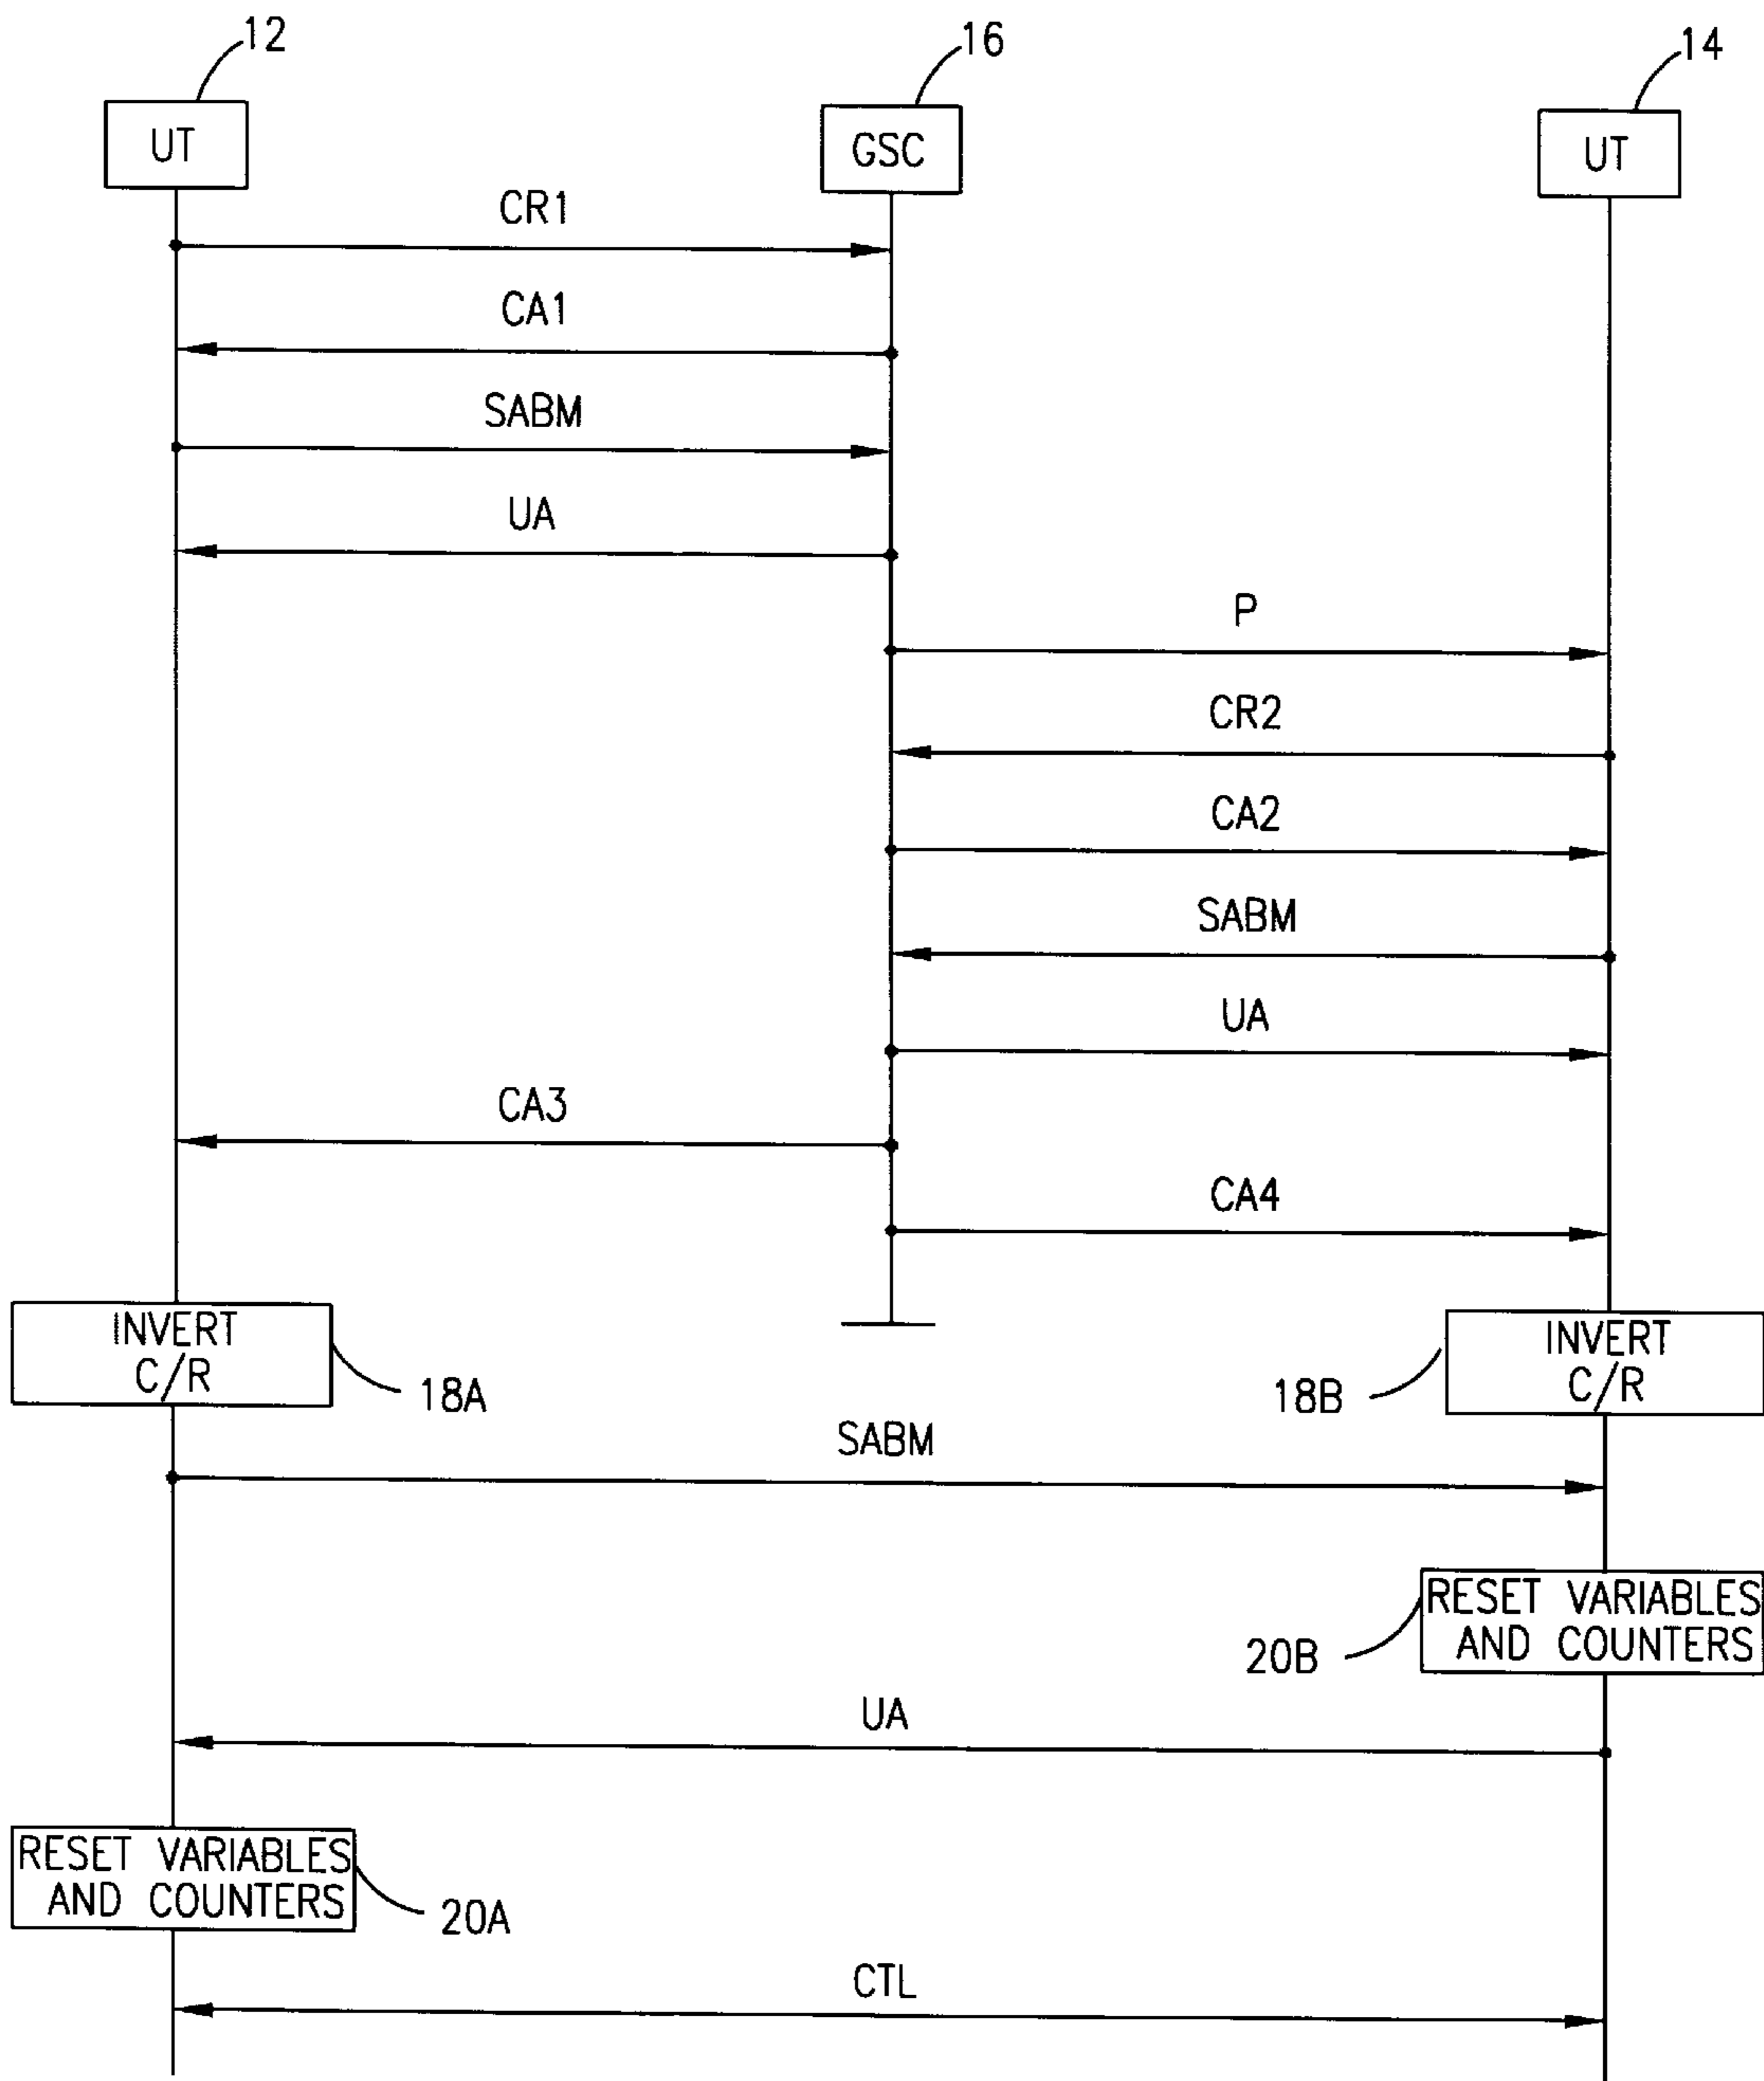 12
16
14
UT
GSC
UT
CR1
CA1
SABM
UA
P
CR2
CA2
SABM
UA
CA3
CA4
INVERT
C/R
18A
INVERT
C/R
18B
SABM
RESET VARIABLES
AND COUNTERS
20B
UA
RESET VARIABLES
AND COUNTERS
20A
CTL